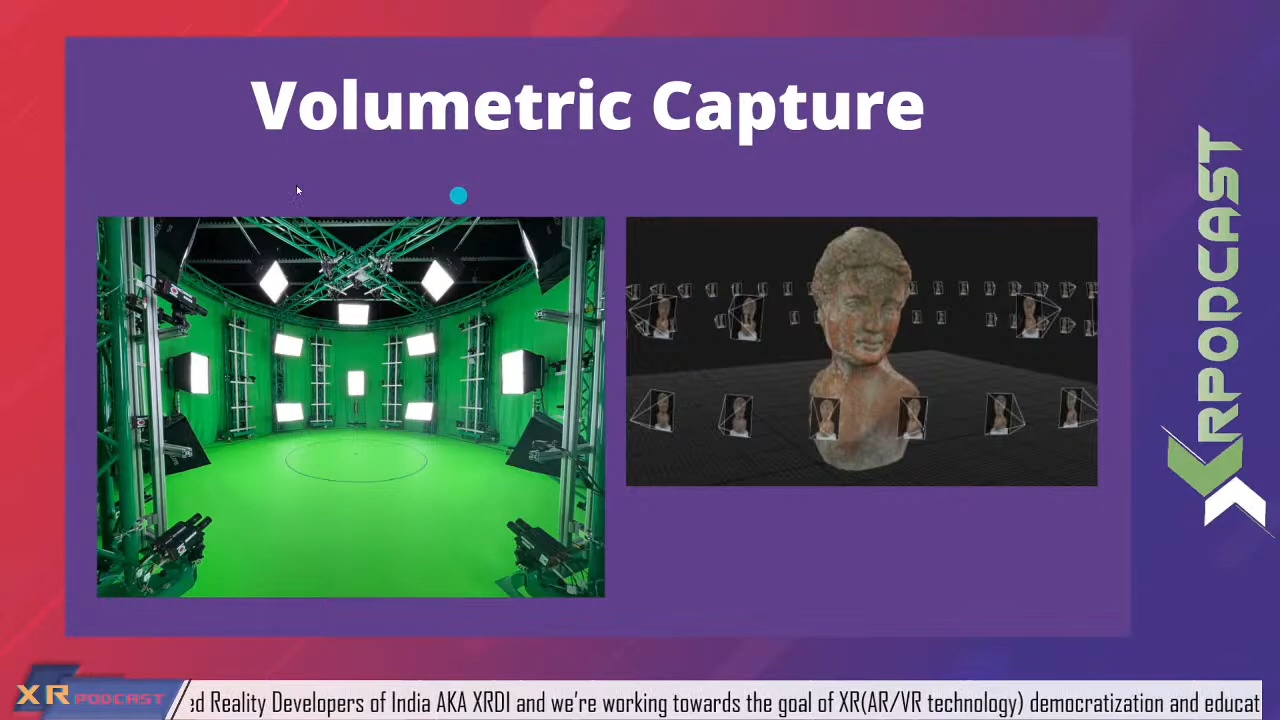 Volumetric Capture
XRPODCAST
XR PODCAST
ed Reality Developers of India AKA XRDI and we're working towards the goal of XR(AR/VR technology) democratization and educat